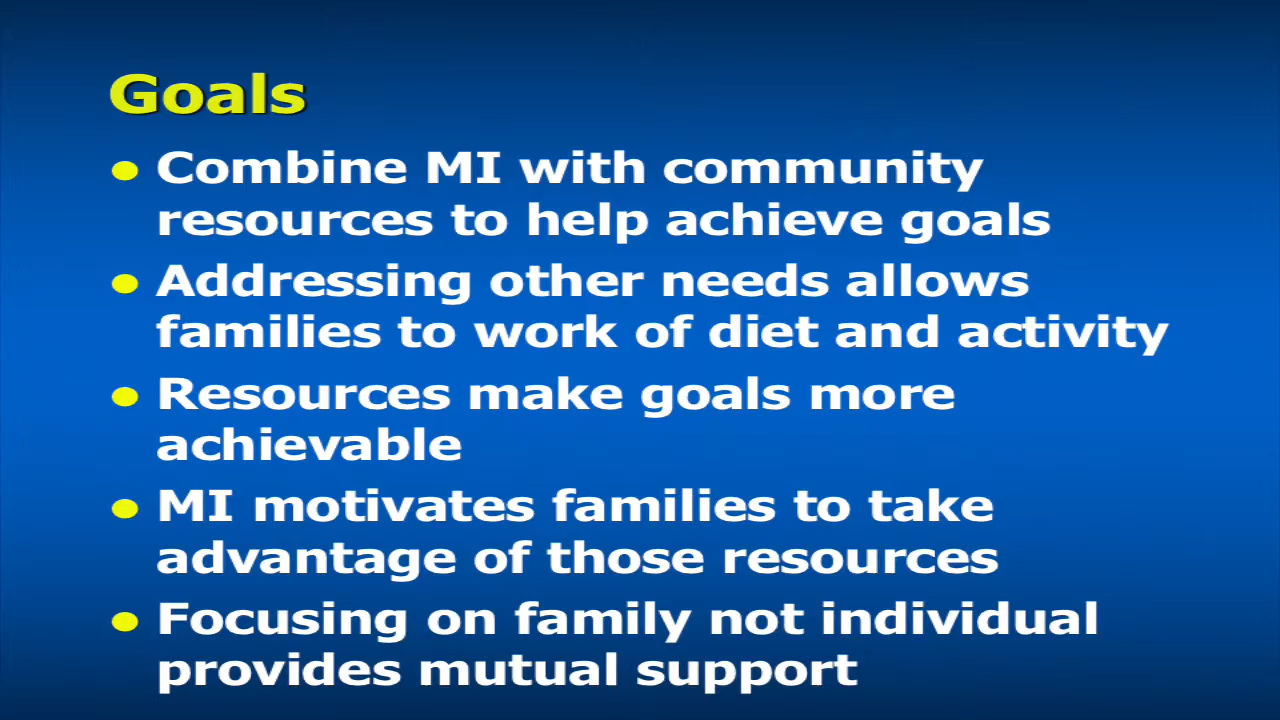 Goals
Combine MI with community
resources to help achieve goals
Addressing other needs allows
families to work of diet and activity
Resources make goals more
achievable
MI motivates families to take
advantage of those resources
Focusing on family not individual
provides mutual support